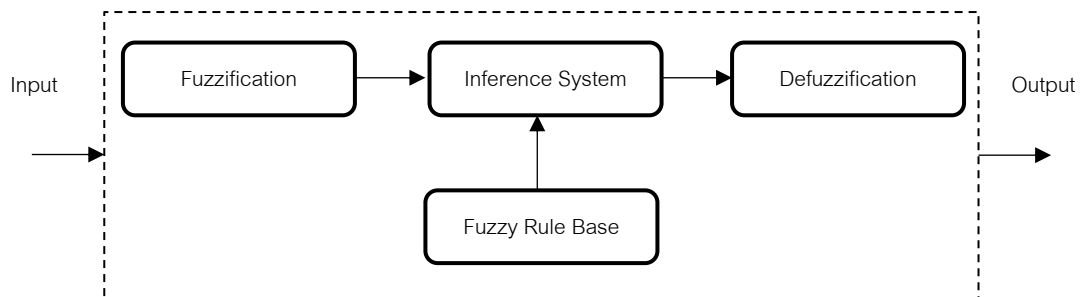 Fuzzification
Inference System
Defuzzification
Input
Output
Fuzzy Rule Base